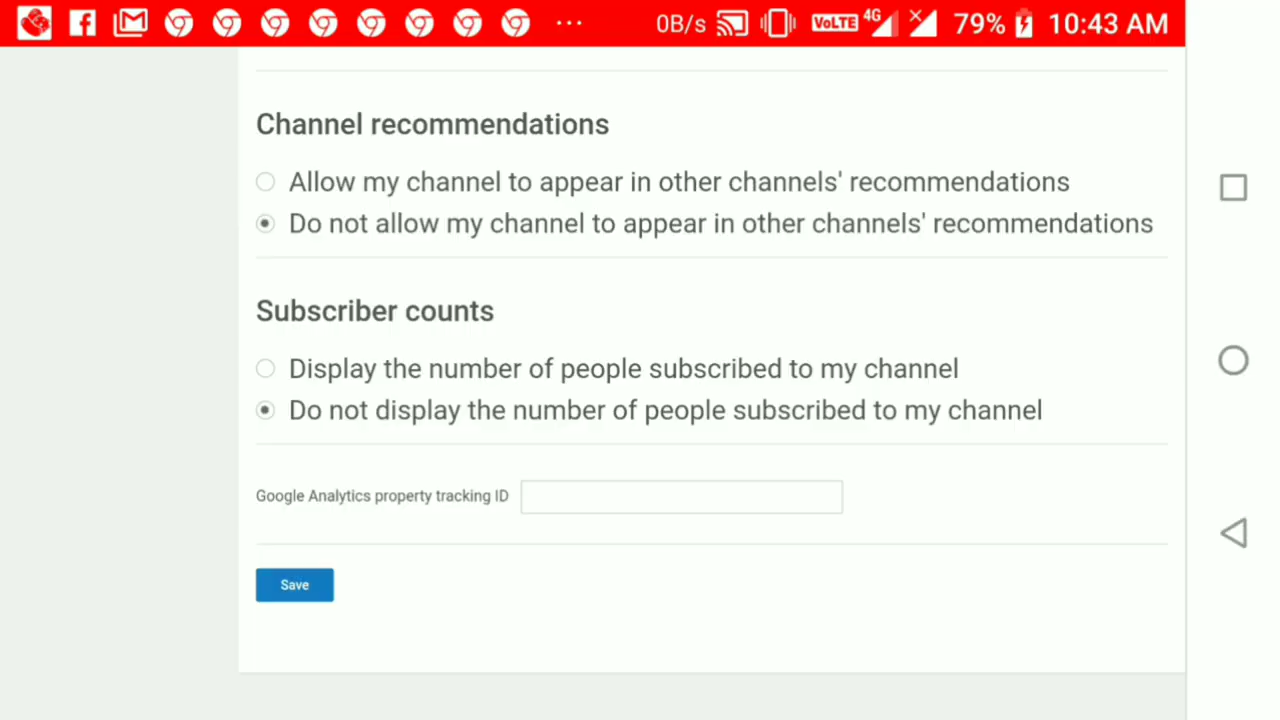 0B/s VoLTE 4G 79% 10:43 AM
Channel recommendations
Allow my channel to appear in other channels' recommendations
Do not allow my channel to appear in other channels' recommendations
Subscriber counts
Display the number of people subscribed to my channel
Do not display the number of people subscribed to my channel
Google Analytics property tracking ID
Save